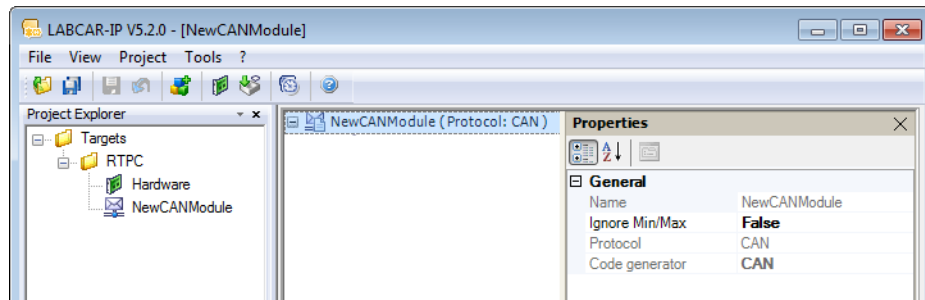 LABCAR-IP V5.2.0 - [NewCANModule]
File View Project Tools ?
Project Explorer
Targets
RTPC
Hardware
NewCANModule
NewCANModule (Protocol: CAN)
Properties
General
Name NewCANModule
Ignore Min/Max False
Protocol CAN
Code generator CAN